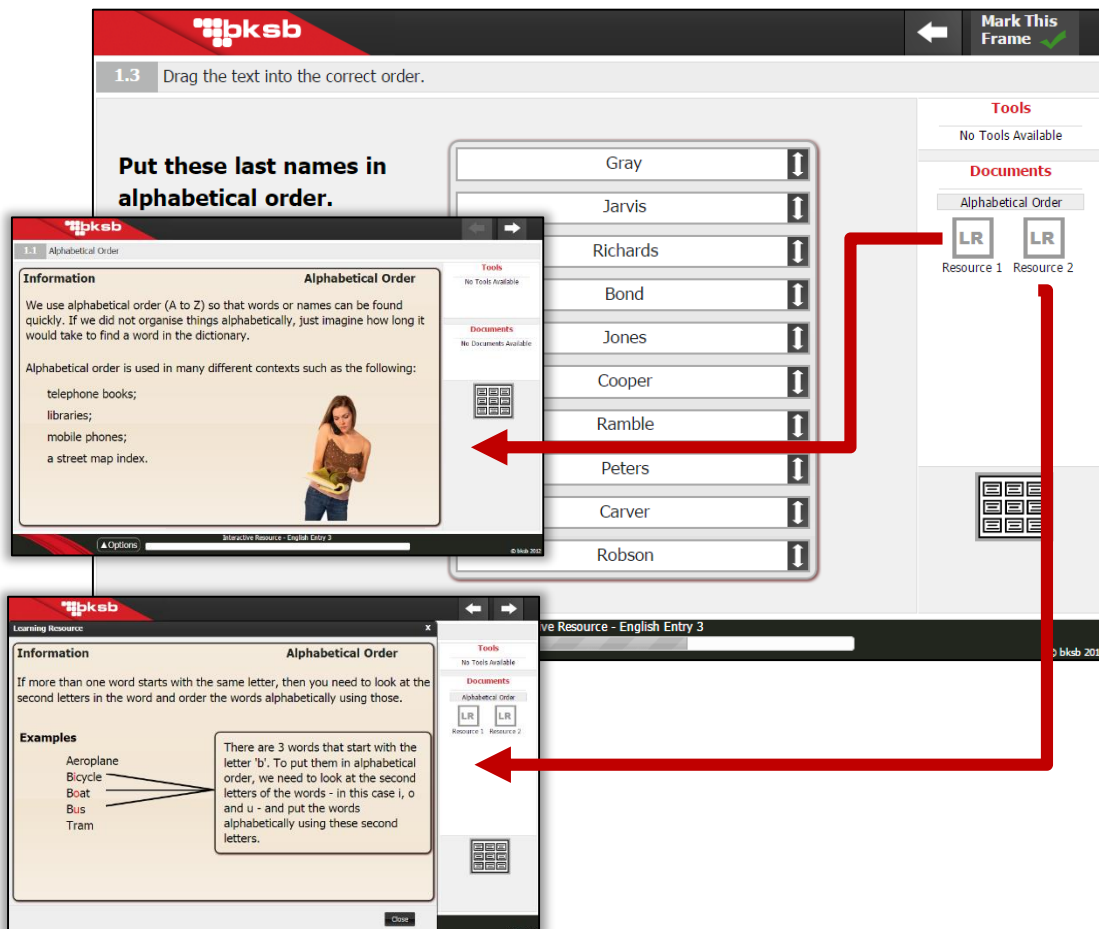 bksb
Mark This
Frame
1.3 Drag the text into the correct order.
Put these last names in
alphabetical order.
Gray
Jarvis
Richards
Bond
Jones
Cooper
Ramble
Peters
Carver
Robson
Tools
No Tools Available
Documents
Alphabetical Order
LR LR
Resource 1 Resource 2
ve Resource - English Entry 3
bksb 201
bksb
1.1 Alphabetical Order
Information Alphabetical Order
We use alphabetical order (A to Z) so that words or names can be found
quickly. If we did not organise things alphabetically, just imagine how long it
would take to find a word in the dictionary.
Alphabetical order is used in many different contexts such as the following:
telephone books;
libraries;
mobile phones;
a street map index.
Tools
No Tools Available
Documents
No Documents Available
▲Options
Interactive Resource - English Entry 3
© bksb 2012
bksb
Learning Resource x
Information Alphabetical Order
If more than one word starts with the same letter, then you need to look at the
second letters in the word and order the words alphabetically using those.
Examples
Aeroplane
Bicycle
Boat
Bus
Tram
There are 3 words that start with the
letter 'b'. To put them in alphabetical
order, we need to look at the second
letters of the words - in this case i, o
and u - and put the words
alphabetically using these second
letters.
Close
Tools
No Tools Available
Documents
Alphabetical Order
LR LR
Resource 1 Resource 2